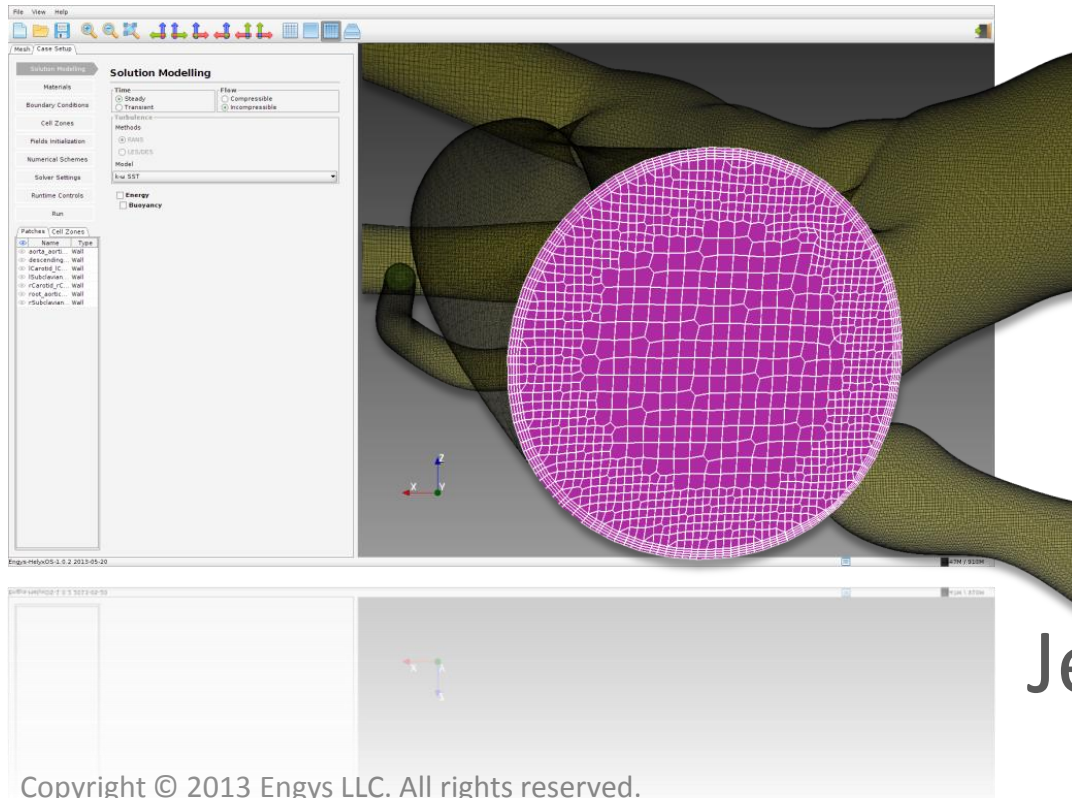 File View Help
Mesh Case Setup
Solution Modelling
Materials
Boundary Conditions
Cell Zones
Fields Initialization
Numerical Schemes
Solver Settings
Runtime Controls
Run
Patches Cell Zones
Name Type
aorta_aorti... Wall
descending... Wall
lCarotid_lC... Wall
lSubclavian... Wall
rCarotid_rC... Wall
root_aortic... Wall
rSubclavian... Wall
Solution Modelling
Time
Steady
Transient
Flow
Compressible
Incompressible
Turbulence
Methods
RANS
LES/DES
Model
k-ω SST
Energy
Buoyancy
Z
X Y
Engys-HelyxOS-1.0.2 2013-05-20
47M / 910M
Je
Copyright © 2013 Engys LLC. All rights reserved.